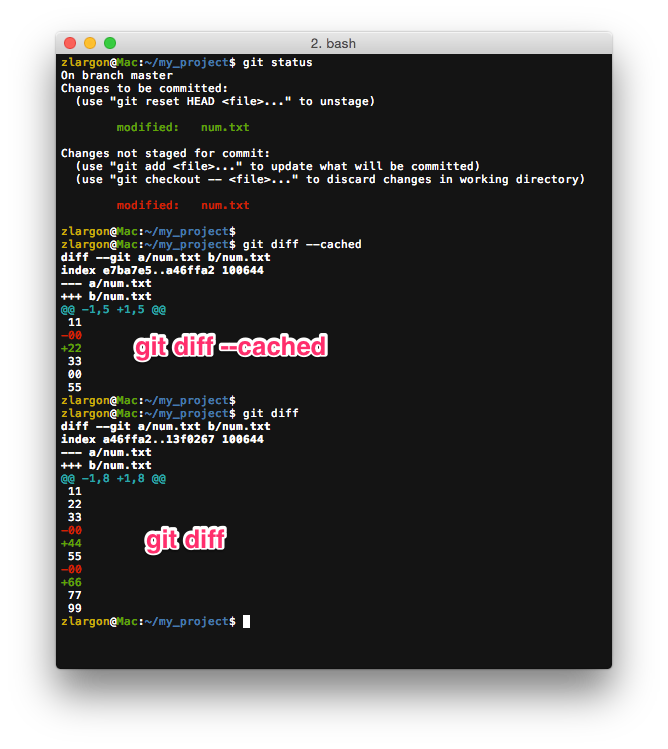 2. bash
zlargon@Mac:~/my_project$ git status
On branch master
Changes to be committed:
  (use "git reset HEAD <file>..." to unstage)
        modified:   num.txt
Changes not staged for commit:
  (use "git add <file>..." to update what will be committed)
  (use "git checkout -- <file>..." to discard changes in working directory)
        modified:   num.txt
zlargon@Mac:~/my_project$
zlargon@Mac:~/my_project$ git diff --cached
diff --git a/num.txt b/num.txt
index e7ba7e5..a46ffa2 100644
--- a/num.txt
+++ b/num.txt
@@ -1,5 +1,5 @@
 11
-00
+22
 33
 00
 55
git diff --cached
zlargon@Mac:~/my_project$
zlargon@Mac:~/my_project$ git diff
diff --git a/num.txt b/num.txt
index a46ffa2..13f0267 100644
--- a/num.txt
+++ b/num.txt
@@ -1,8 +1,8 @@
 11
 22
 33
-00
+44
 55
-00
+66
 77
 99
git diff
zlargon@Mac:~/my_project$